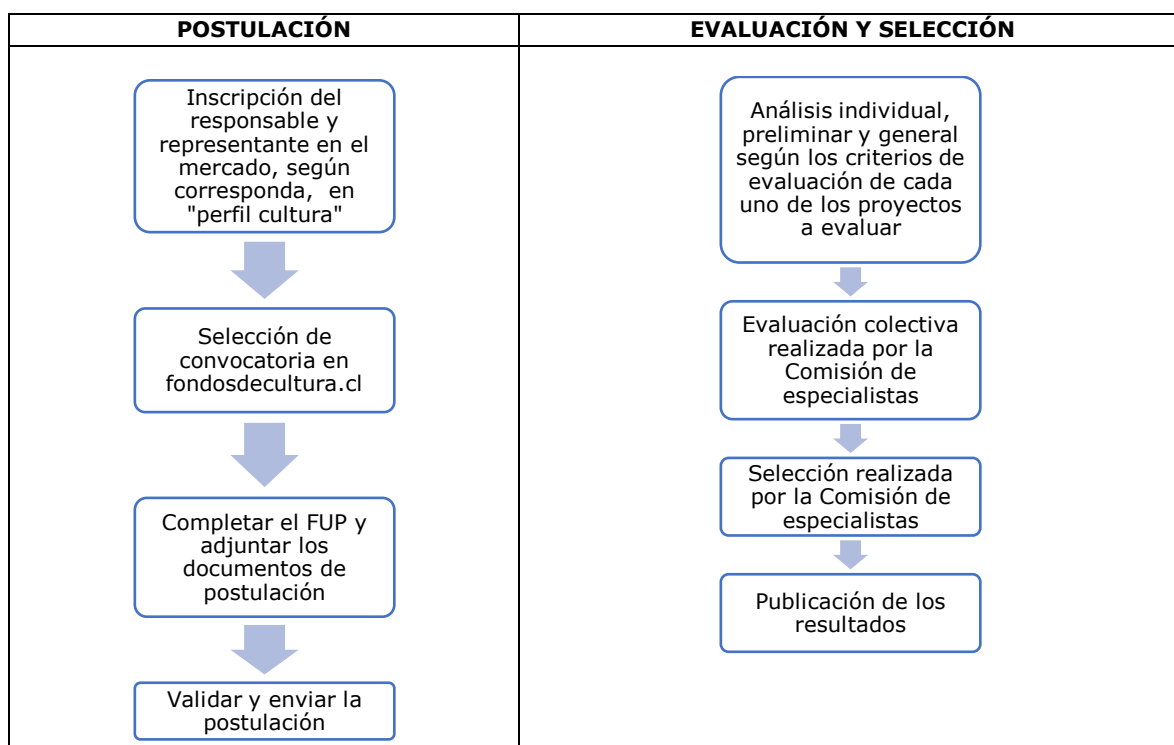 POSTULACIÓN
Inscripción del
responsable y
representante en el
mercado, según
corresponda, en
"perfil cultura"
Selección de
convocatoria en
fondosdecultura.cl
Completar el FUP y
adjuntar los
documentos de
postulación
Validar y enviar la
postulación
EVALUACIÓN Y SELECCIÓN
Análisis individual,
preliminar y general
según los criterios de
evaluación de cada
uno de los proyectos
a evaluar
Evaluación colectiva
realizada por la
Comisión de
especialistas
Selección realizada
por la Comisión de
especialistas
Publicación de los
resultados